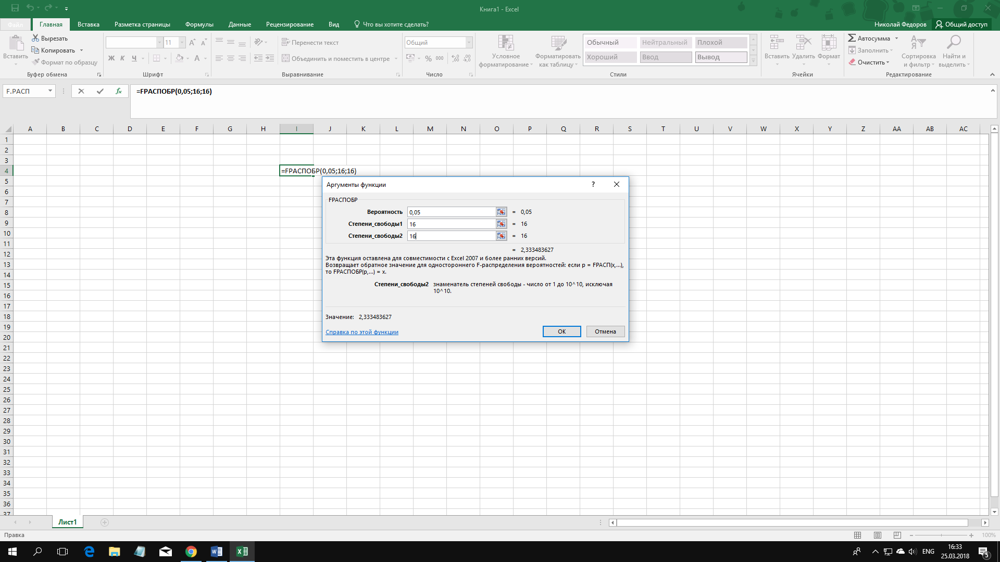 Книга1 - Excel
Файл
Главная
Вставка
Разметка страницы
Формулы
Данные
Рецензирование
Вид
Что вы хотите сделать?
Николай Федоров
Общий доступ
Вставить
Вырезать
Копировать
Формат по образцу
Буфер обмена
11
Ж К Ч
Шрифт
Перенести текст
Объединить и поместить в центре
Выравнивание
Общий
% 000
Число
Условное форматирование
Форматировать как таблицу
Обычный
Нейтральный
Плохой
Хороший
Ввод
Вывод
Стили
Вставить
Удалить
Формат
Ячейки
Автосумма
Заполнить
Очистить
Сортировка и фильтр
Найти и выделить
Редактирование
F.РАСП
=FРАСПОБР(0,05;16;16)
A B C D E F G H I J K L M N O P Q R S T U V W X Y Z AA AB AC
1
2
3
4
=FРАСПОБР(0,05;16;16)
5
6
7
8
9
10
11
12
13
14
15
16
17
18
19
20
21
22
23
24
25
26
27
28
29
30
31
32
33
34
35
36
37
Аргументы функции
?
FРАСПОБР
Вероятность 0,05 = 0,05
Степени_свободы1 16 = 16
Степени_свободы2 16 = 16
= 2,333483627
Эта функция оставлена для совместимости с Excel 2007 и более ранних версий.
Возвращает обратное значение для одностороннего F-распределения вероятностей: если p = FРАСП(x,...),
то FРАСПОБР(p,...) = x.
Степени_свободы2 знаменатель степеней свободы - число от 1 до 10^10, исключая
10^10.
Значение: 2,333483627
Справка по этой функции
ОК
Отмена
Лист1
Правка
100%
ENG
16:33
25.03.2018
5